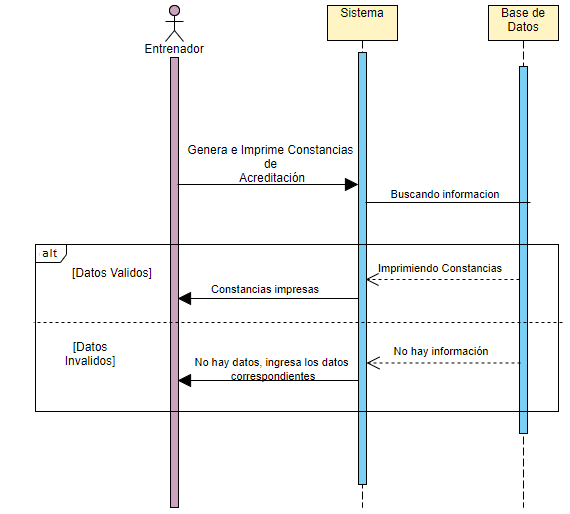 Sistema
Base de
Datos
Entrenador
Genera e Imprime Constancias
de
Acreditación
Buscando informacion
alt
[Datos Validos]
Imprimiendo Constancias
Constancias impresas
[Datos
Invalidos]
No hay información
No hay datos, ingresa los datos
correspondientes